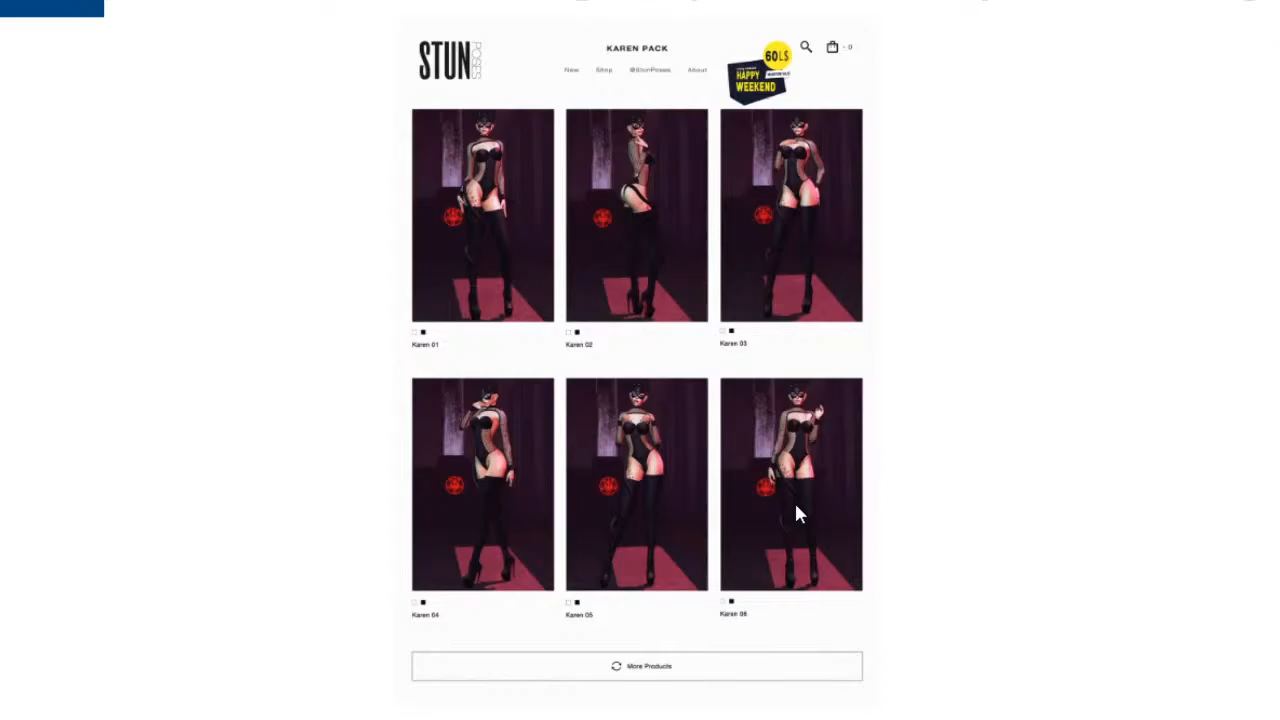 STUN
POSES
KAREN PACK
New Shop @StunPoses About
60L$
HAPPY
WEEKEND
- 0
Karen 01
Karen 02
Karen 03
Karen 04
Karen 05
Karen 06
More Products